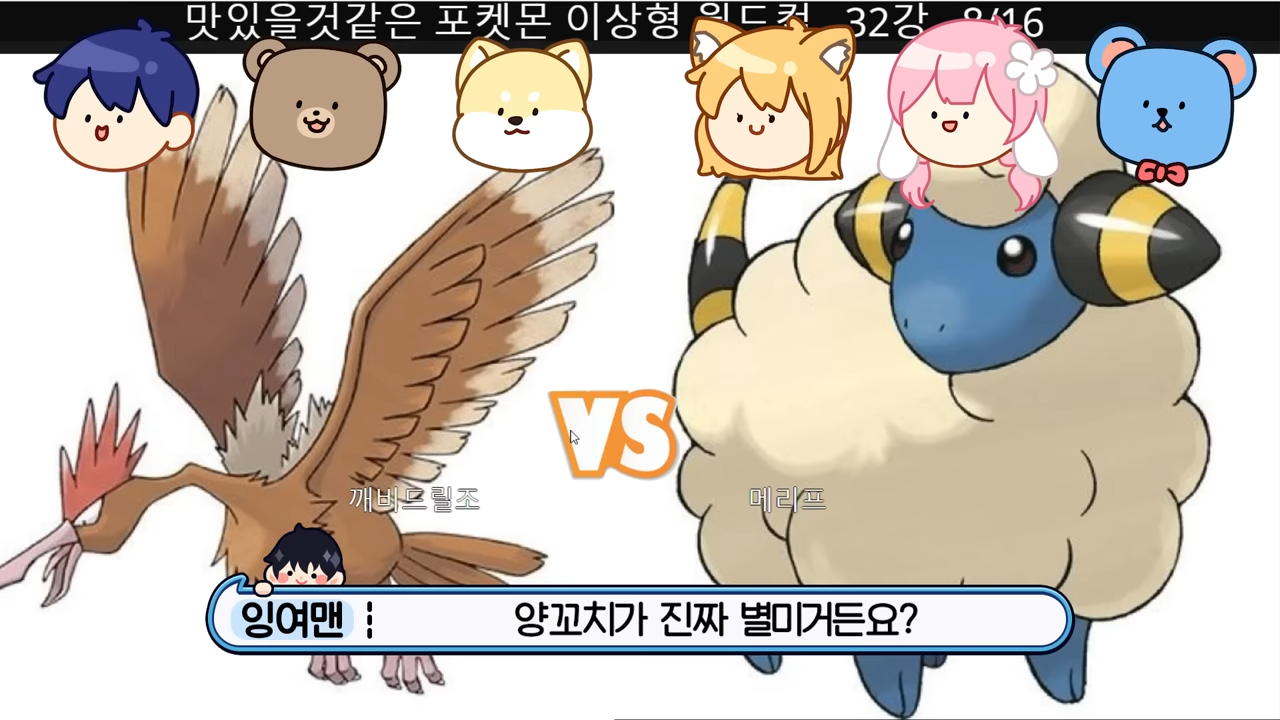 맛있을것같은 포켓몬 이상형 월드컵 32강 8/16
VS
깨비드릴조
메리프
잉여맨 : 양꼬치가 진짜 별미거든요?